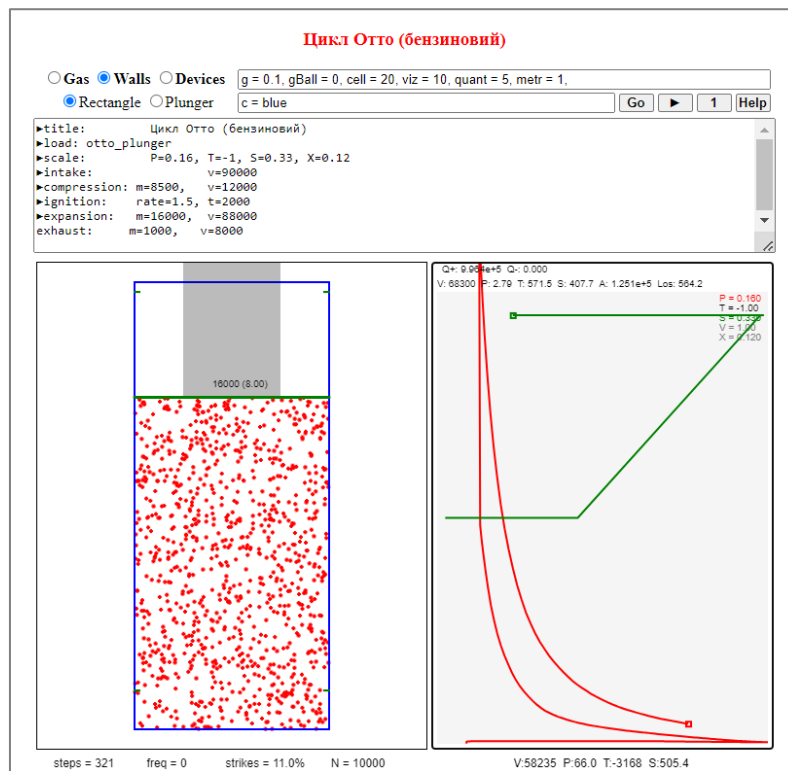 Цикл Отто (бензиновий)
Gas Walls Devices g = 0.1, gBall = 0, cell = 20, viz = 10, quant = 5, metr = 1,
Rectangle Plunger c = blue Go ► 1 Help
►title: Цикл Отто (бензиновий)
►load: otto_plunger
►scale: P=0.16, T=-1, S=0.33, X=0.12
►intake: v=90000
►compression: m=8500, v=12000
►ignition: rate=1.5, t=2000
►expansion: m=16000, v=88000
exhaust: m=1000, v=8000
16000 (8.00)
Q+: 9.964e+5 Q-: 0.000
V: 68300 P: 2.79 T: 571.5 S: 407.7 A: 1.251e+5 Los: 564.2
P = 0.160
T = -1.00
S = 0.330
V = 1.00
X = 0.120
steps = 321 freq = 0 strikes = 11.0% N = 10000
V:58235 P:66.0 T:-3168 S:505.4